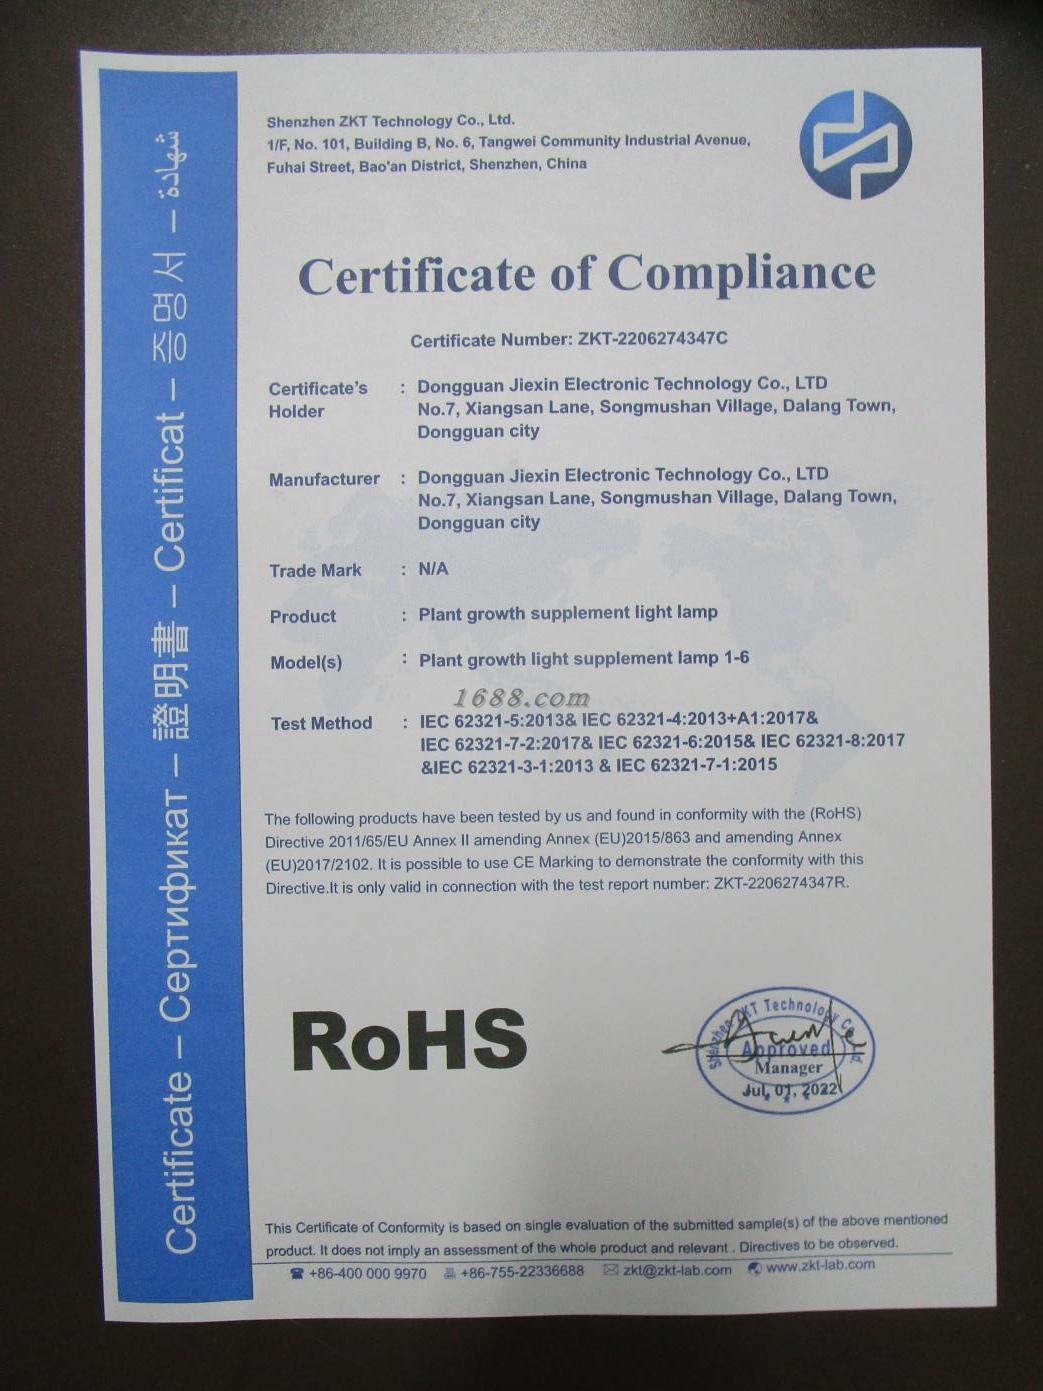 Shenzhen ZKT Technology Co., Ltd.
1/F, No. 101, Building B, No. 6, Tangwei Community Industrial Avenue,
Fuhai Street, Bao'an District, Shenzhen, China
Certificate of Compliance
Certificate Number: ZKT-2206274347C
Certificate's : Dongguan Jiexin Electronic Technology Co., LTD
Holder No.7, Xiangsan Lane, Songmushan Village, Dalang Town,
Dongguan city
Manufacturer : Dongguan Jiexin Electronic Technology Co., LTD
No.7, Xiangsan Lane, Songmushan Village, Dalang Town,
Dongguan city
Trade Mark : N/A
Product : Plant growth supplement light lamp
Model(s) : Plant growth light supplement lamp 1-6
1688.com
Test Method : IEC 62321-5:2013& IEC 62321-4:2013+A1:2017&
IEC 62321-7-2:2017& IEC 62321-6:2015& IEC 62321-8:2017
&IEC 62321-3-1:2013 & IEC 62321-7-1:2015
The following products have been tested by us and found in conformity with the (RoHS)
Directive 2011/65/EU Annex II amending Annex (EU)2015/863 and amending Annex
(EU)2017/2102. It is possible to use CE Marking to demonstrate the conformity with this
Directive.It is only valid in connection with the test report number: ZKT-2206274347R.
RoHS
Shenzhen ZKT Technology Co., Ltd.
Approved
Manager
Jul, 01, 2022
This Certificate of Conformity is based on single evaluation of the submitted sample(s) of the above mentioned
product. It does not imply an assessment of the whole product and relevant . Directives to be observed.
+86-400 000 9970 +86-755-22336688 zkt@zkt-lab.com www.zkt-lab.com
Certificate – Сертификат – 證明書 – Certificat – 증명서 – شهادة